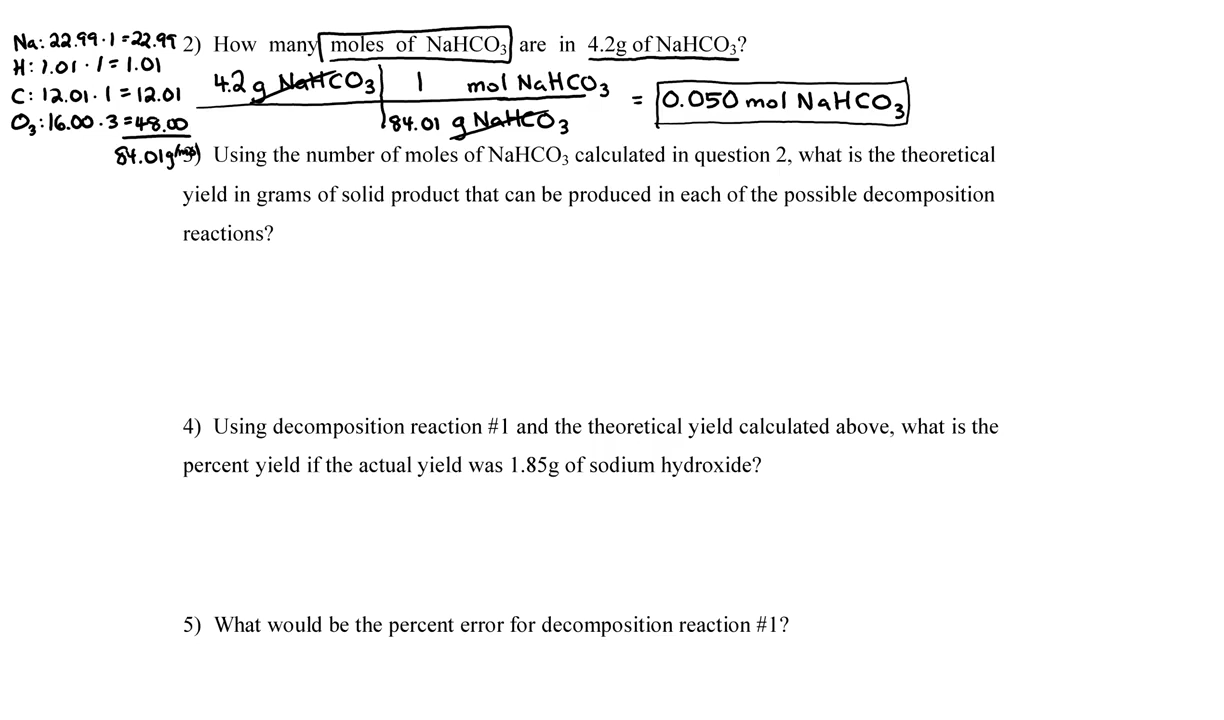 Na: 22.99 · 1 = 22.99
H: 1.01 · 1 = 1.01
C: 12.01 · 1 = 12.01
O₃: 16.00 · 3 = 48.00
84.01 g/mol
2) How many moles of NaHCO₃ are in 4.2g of NaHCO₃?
4.2 g NaHCO₃ | 1 mol NaHCO₃
84.01 g NaHCO₃
= 0.050 mol NaHCO₃
3) Using the number of moles of NaHCO₃ calculated in question 2, what is the theoretical
yield in grams of solid product that can be produced in each of the possible decomposition
reactions?
4) Using decomposition reaction #1 and the theoretical yield calculated above, what is the
percent yield if the actual yield was 1.85g of sodium hydroxide?
5) What would be the percent error for decomposition reaction #1?